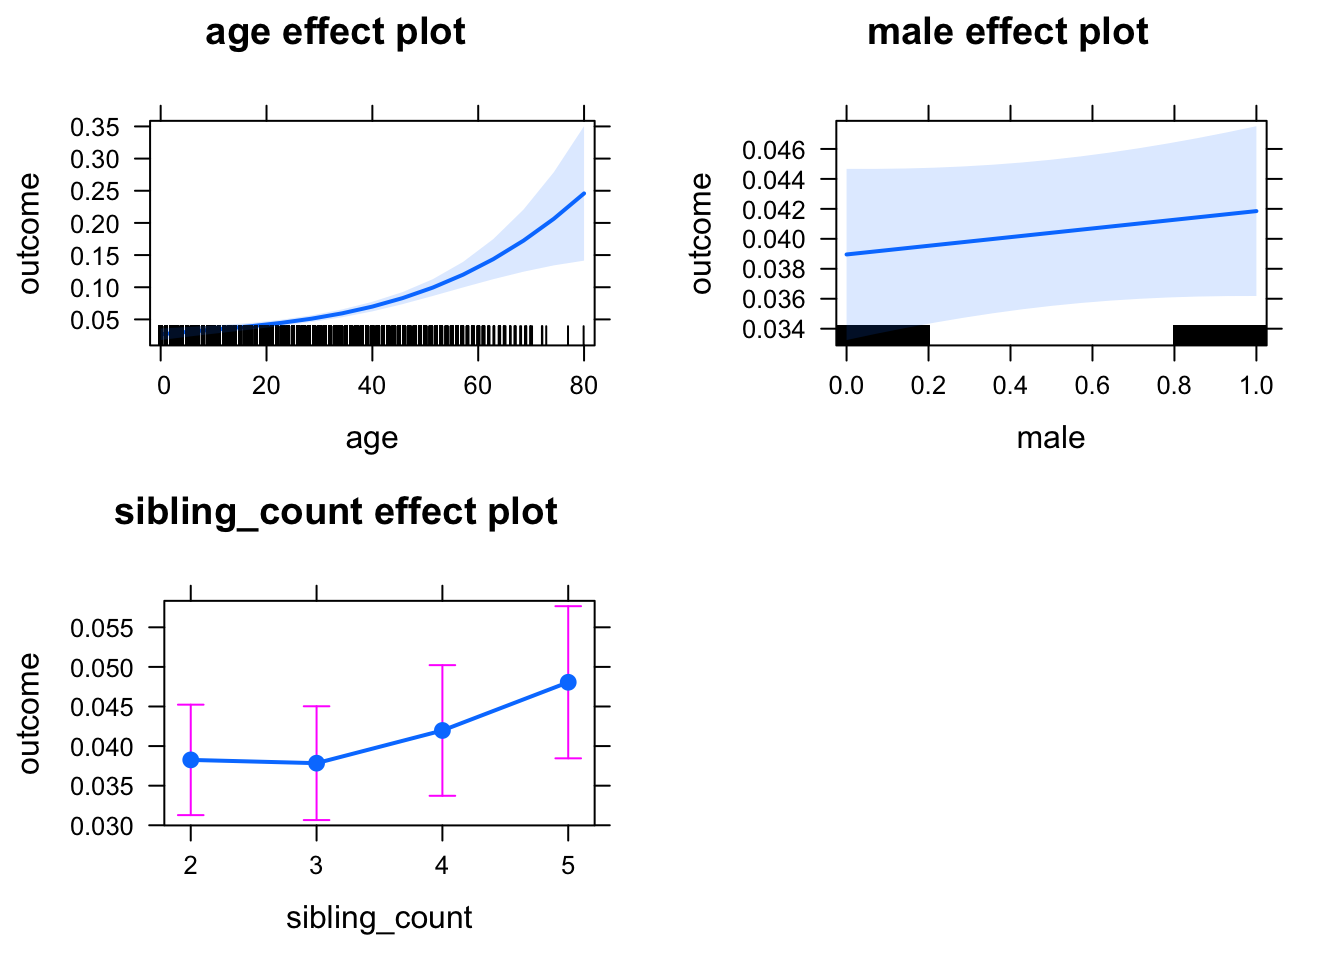 age effect plot
outcome
0.35
0.30
0.25
0.20
0.15
0.10
0.05
0 20 40 60 80
age
male effect plot
outcome
0.046
0.044
0.042
0.040
0.038
0.036
0.034
0.0 0.2 0.4 0.6 0.8 1.0
male
sibling_count effect plot
outcome
0.055
0.050
0.045
0.040
0.035
0.030
2 3 4 5
sibling_count